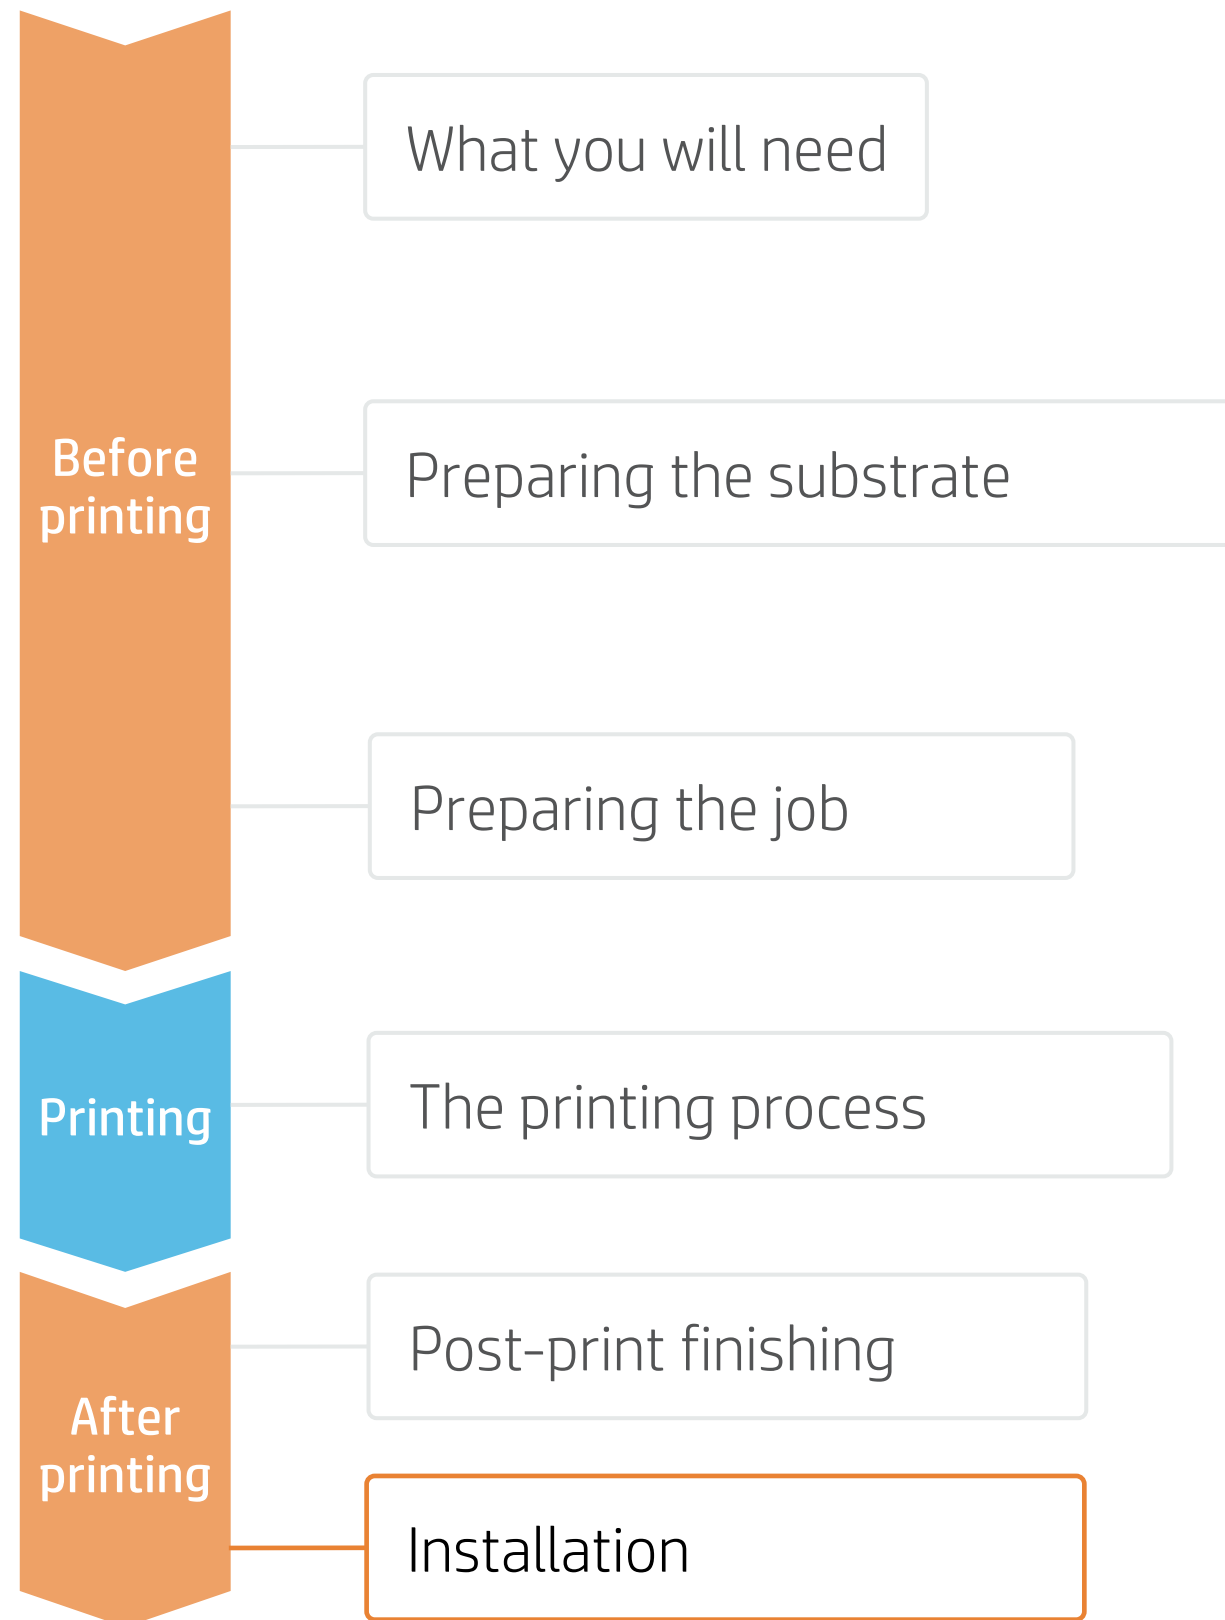 What you will need
Before
printing
Preparing the substrate
Preparing the job
Printing
The printing process
Post-print finishing
After
printing
Installation